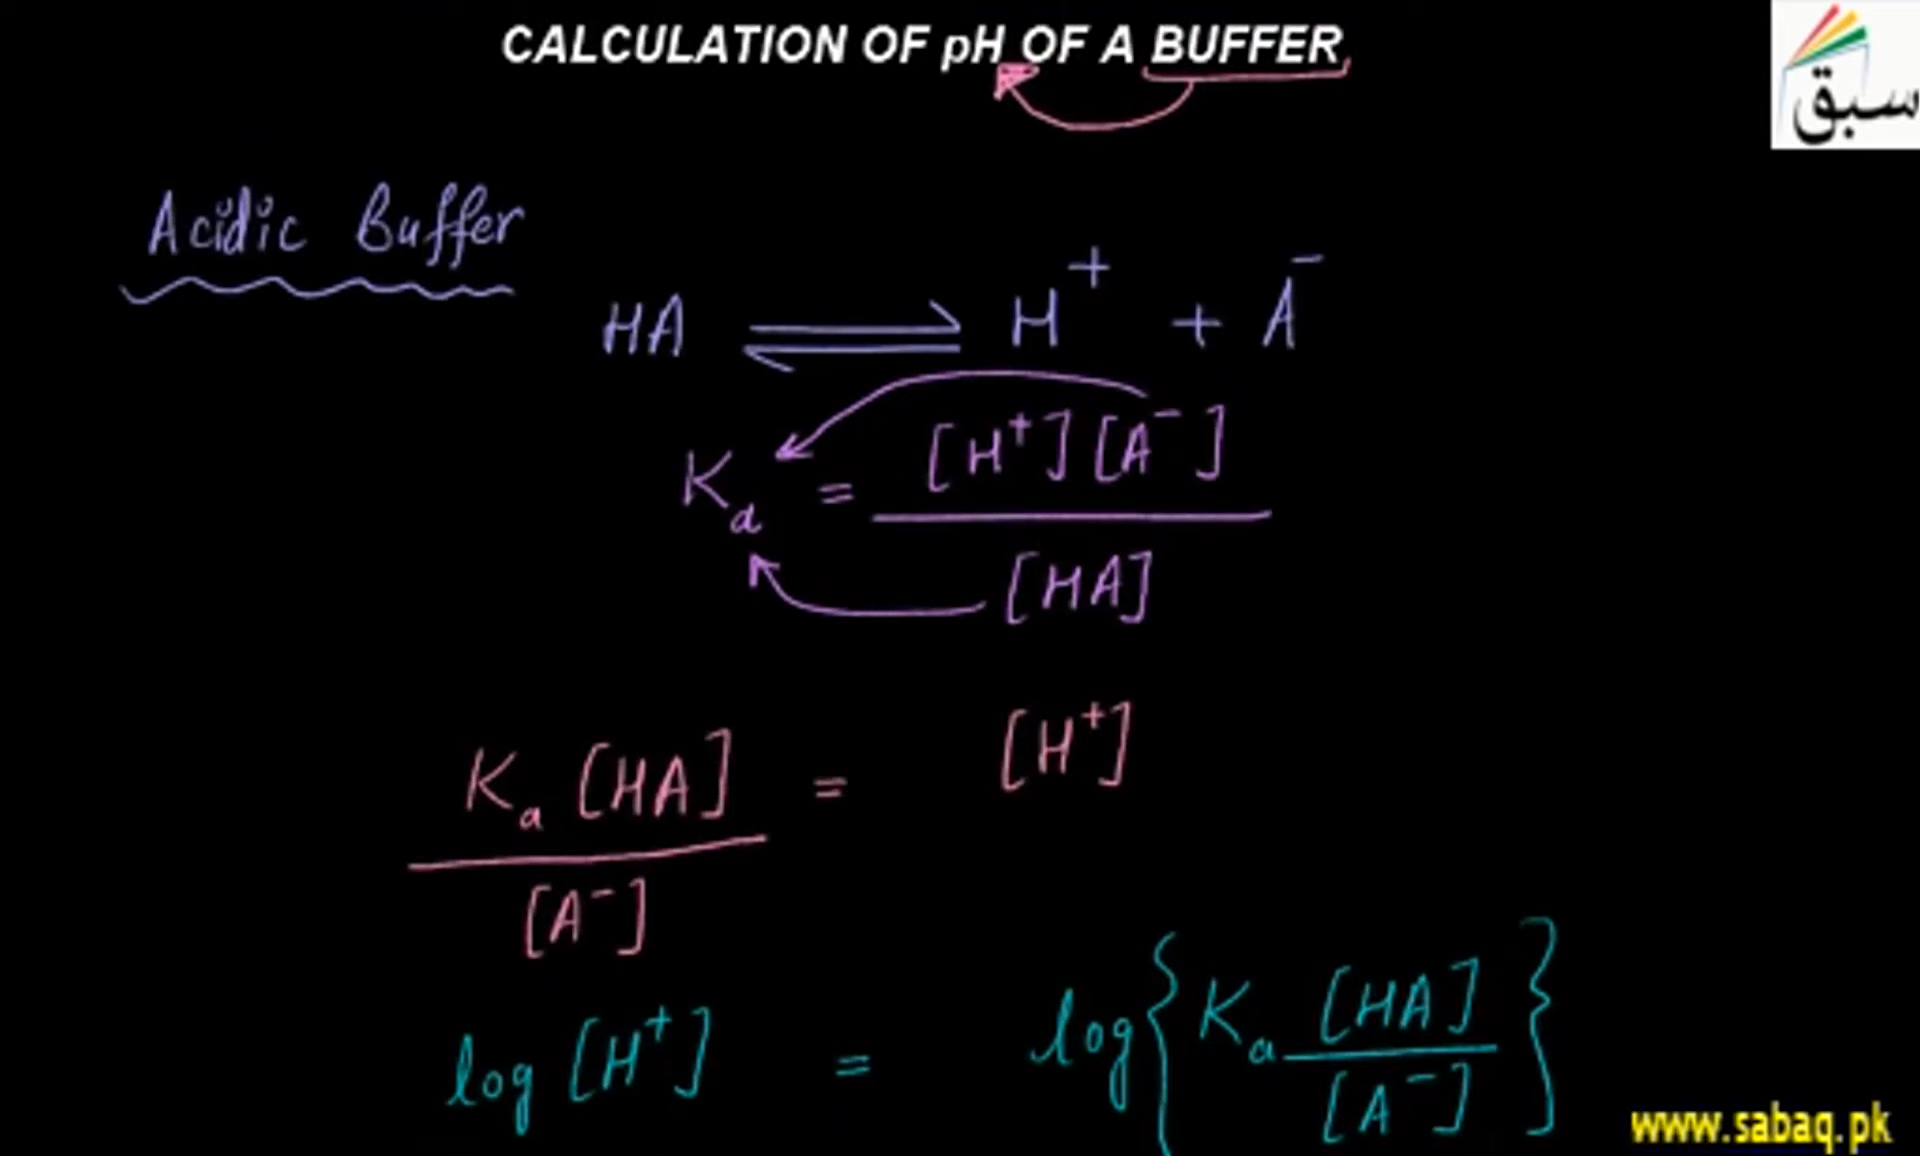 CALCULATION OF pH OF A BUFFER
سبق
Acidic Buffer
HA ⇌ H⁺ + A⁻
Kₐ = [H⁺][A⁻] / [HA]
Kₐ [HA] / [A⁻] = [H⁺]
log [H⁺] = log { Kₐ [HA] / [A⁻] }
www.sabaq.pk